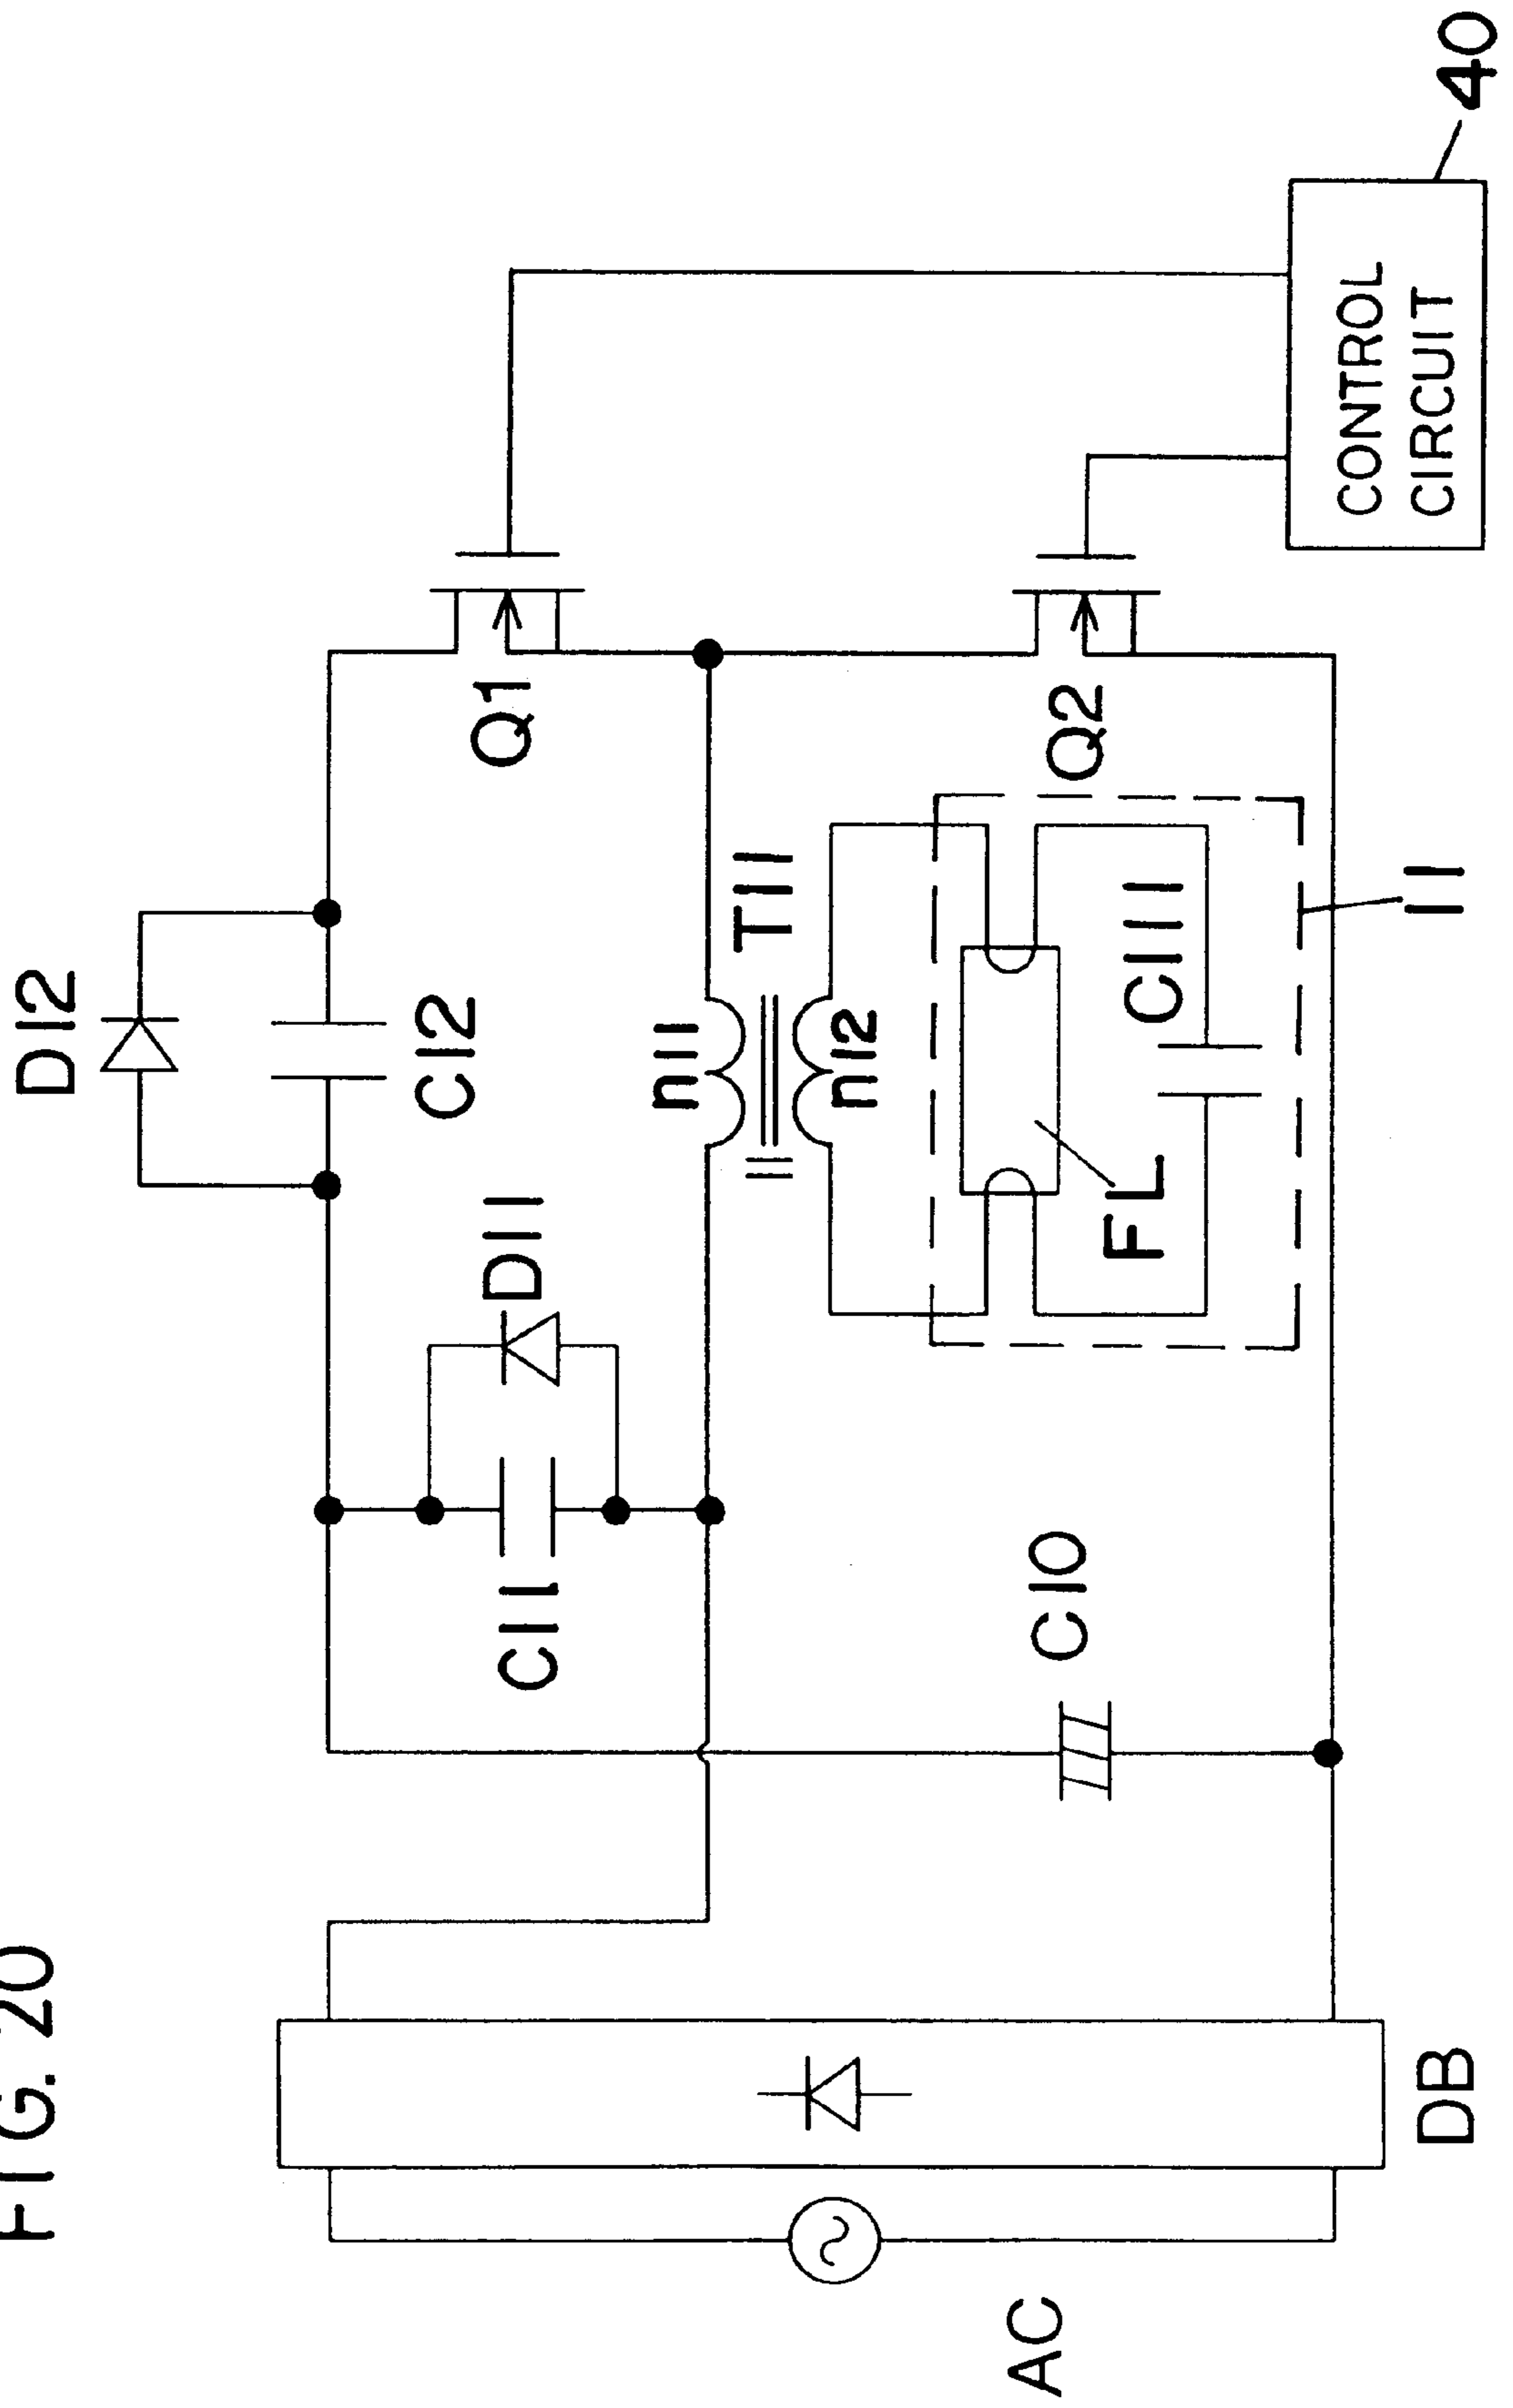 FIG. 20
D12
C12
D11
C11
Q1
n11
T11
n12
C10
FL
C111
Q2
11
AC
DB
CONTROL
CIRCUIT
40